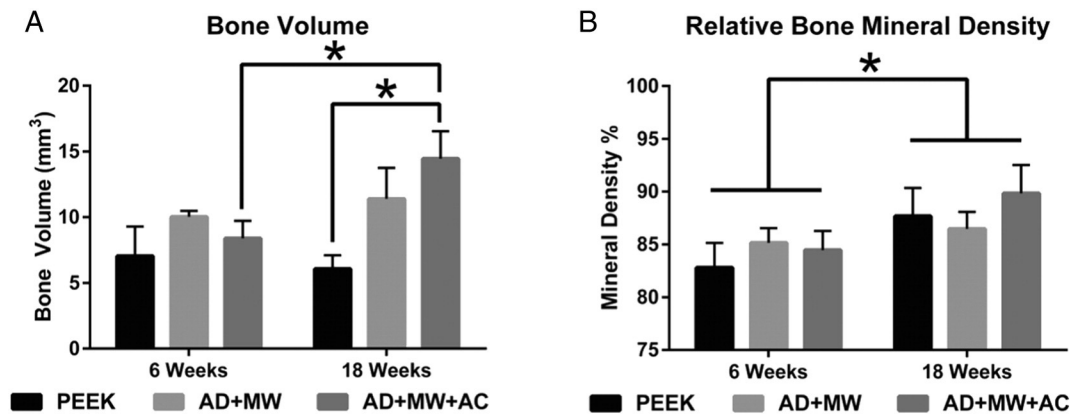 A
Bone Volume
*
*
Bone Volume (mm³)
20
15
10
5
0
6 Weeks
18 Weeks
PEEK
AD+MW
AD+MW+AC
B
Relative Bone Mineral Density
*
Mineral Density %
100
95
90
85
80
75
6 Weeks
18 Weeks
PEEK
AD+MW
AD+MW+AC